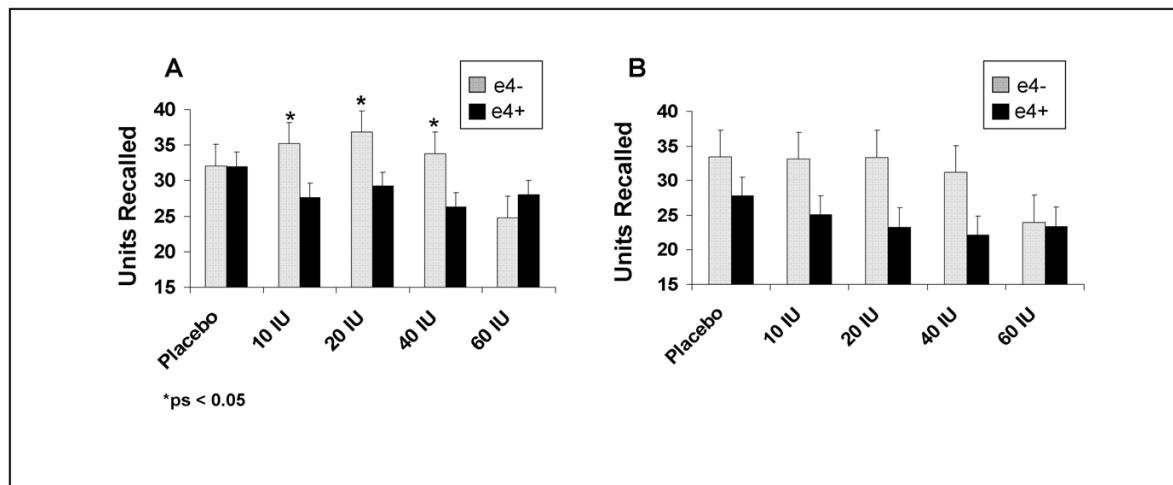 A
e4-
e4+
Units Recalled
40
35
30
25
20
15
* * *
Placebo
10 IU
20 IU
40 IU
60 IU
*ps < 0.05
B
e4-
e4+
Units Recalled
40
35
30
25
20
15
Placebo
10 IU
20 IU
40 IU
60 IU